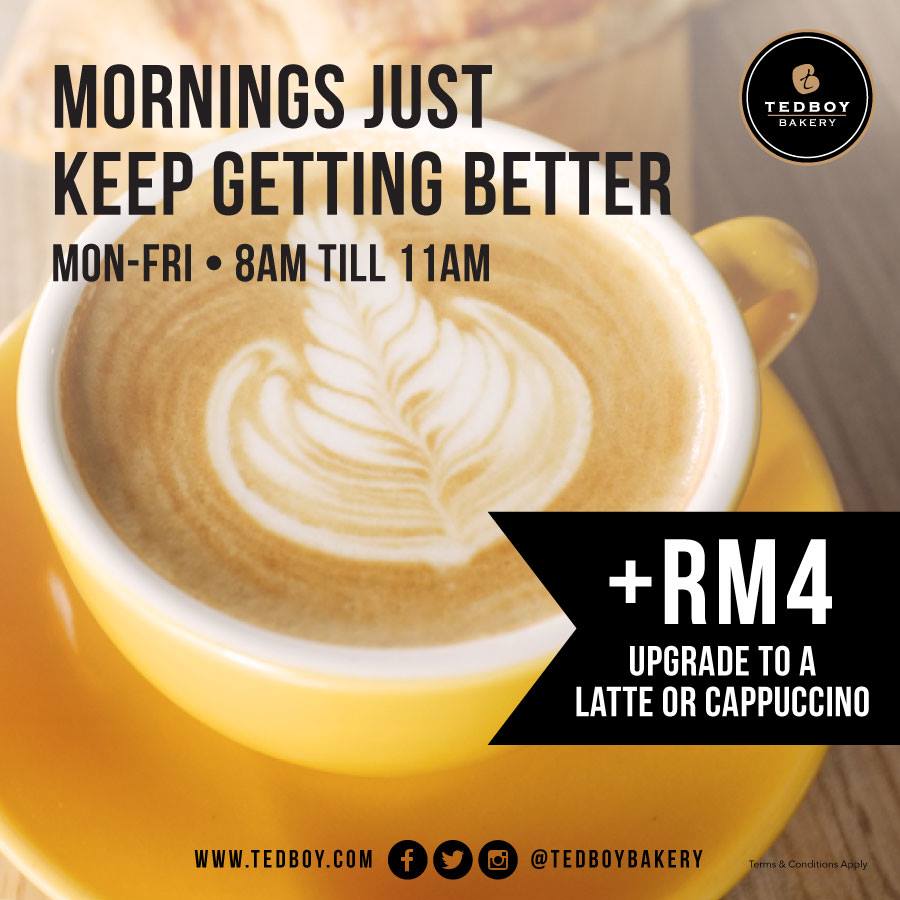 MORNINGS JUST
KEEP GETTING BETTER
MON-FRI • 8AM TILL 11AM
t
TEDBOY
BAKERY
+RM4
UPGRADE TO A
LATTE OR CAPPUCCINO
WWW.TEDBOY.COM
@TEDBOYBAKERY
Terms & Conditions Apply